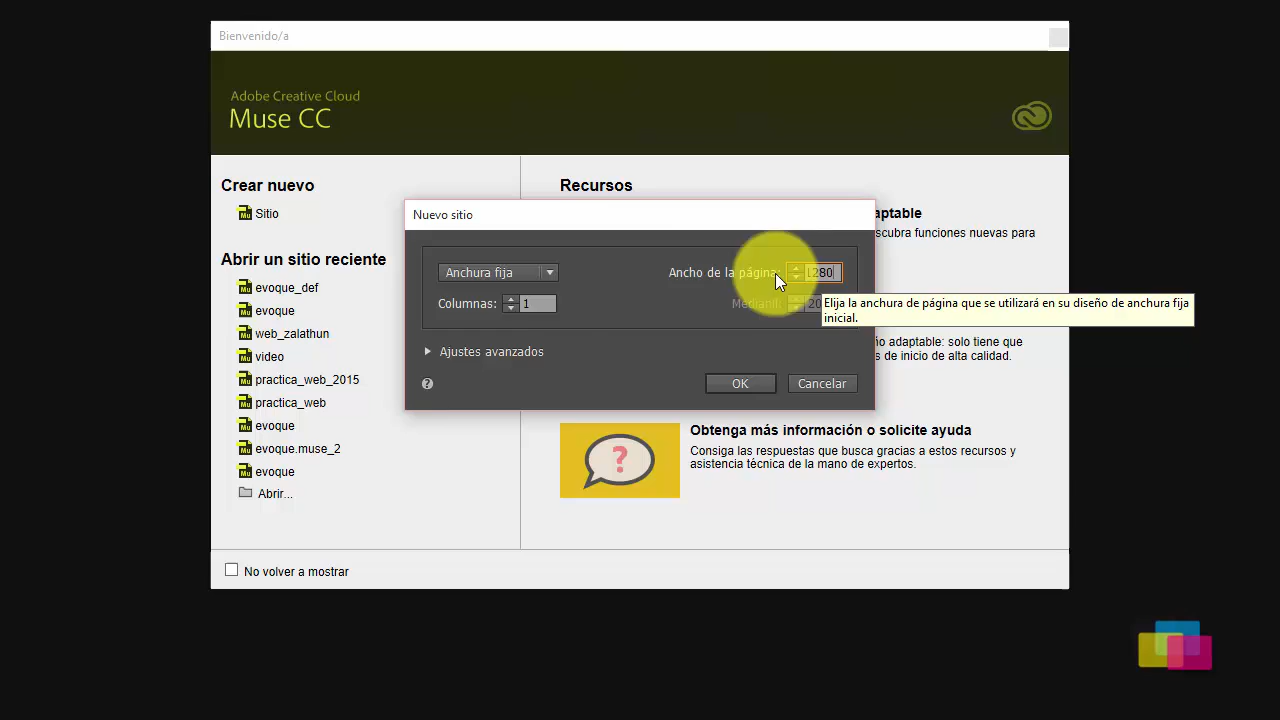 Bienvenido/a
Adobe Creative Cloud
Muse CC
Crear nuevo
Sitio
Abrir un sitio reciente
evoque_def
evoque
web_zalathun
video
practica_web_2015
practica_web
evoque
evoque.muse_2
evoque
Abrir...
No volver a mostrar
Recursos
aptable
scubra funciones nuevas para
Nuevo sitio
Anchura fija
Ancho de la página:
1280
Columnas:
1
Medianil:
20
Elija la anchura de página que se utilizará en su diseño de anchura fija
inicial.
Ajustes avanzados
?
OK
Cancelar
ño adaptable: solo tiene que
s de inicio de alta calidad.
?
Obtenga más información o solicite ayuda
Consiga las respuestas que busca gracias a estos recursos y
asistencia técnica de la mano de expertos.